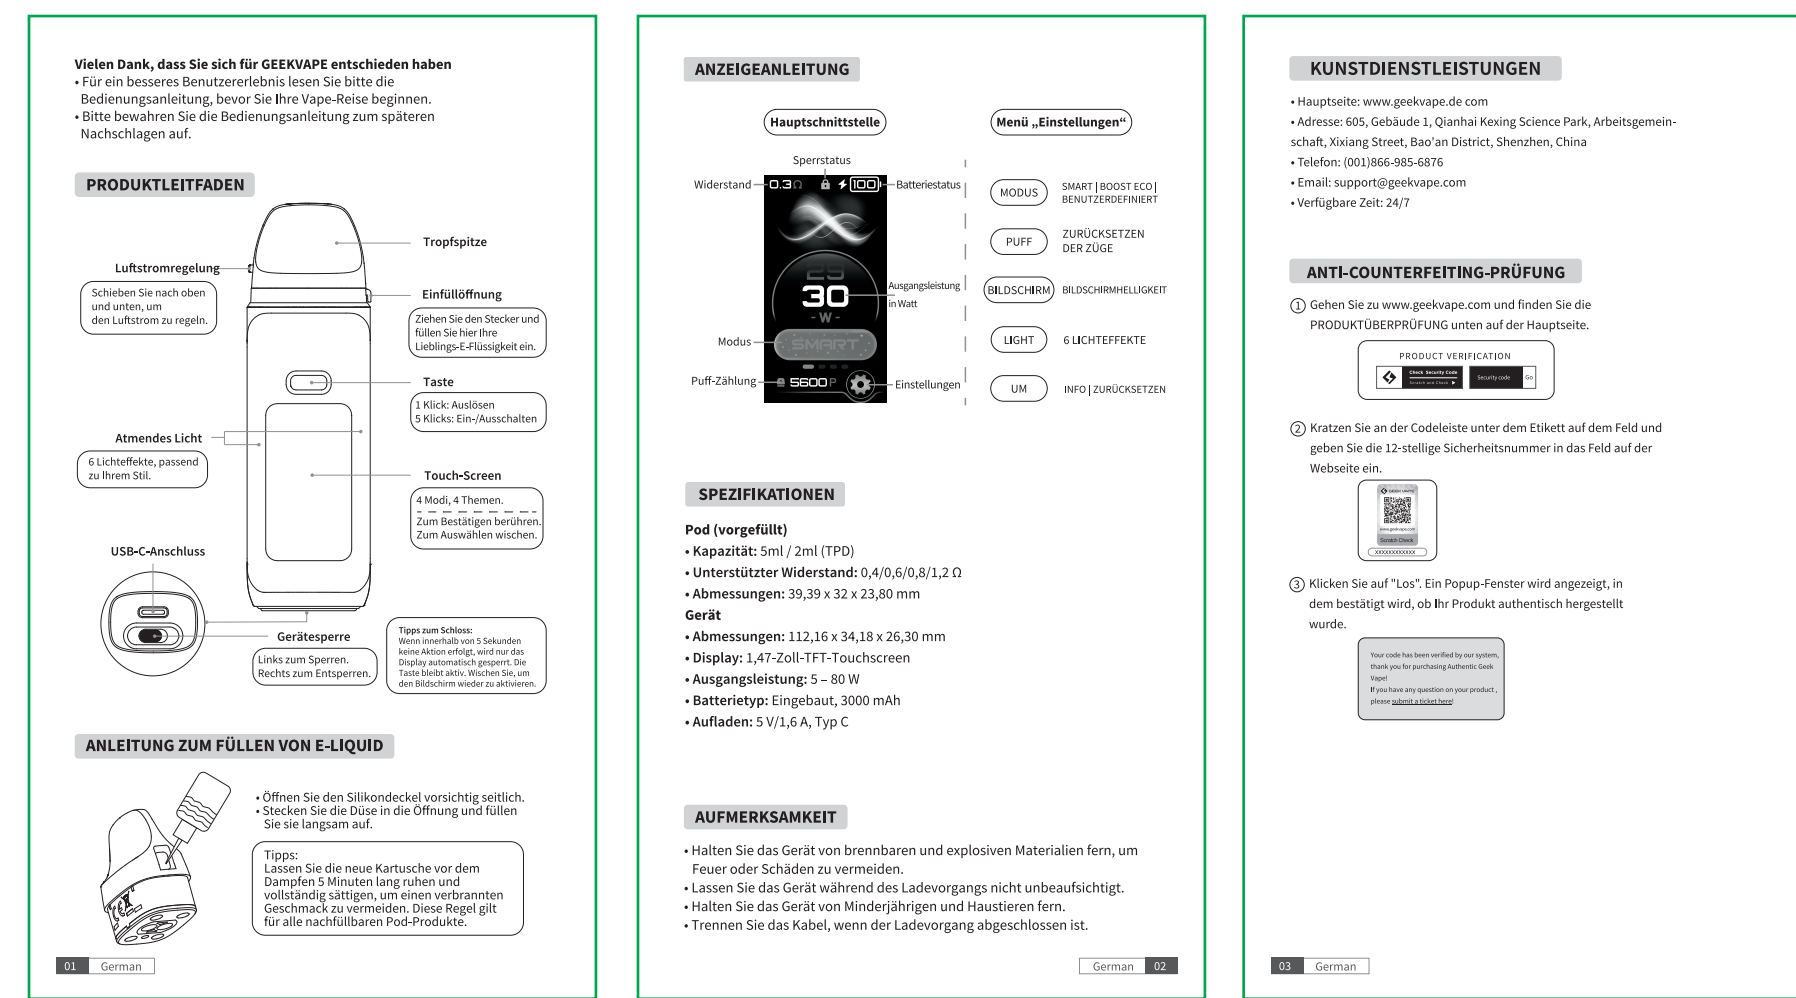 Vielen Dank, dass Sie sich für GEEKVAPE entschieden haben
• Für ein besseres Benutzererlebnis lesen Sie bitte die
Bedienungsanleitung, bevor Sie Ihre Vape-Reise beginnen.
• Bitte bewahren Sie die Bedienungsanleitung zum späteren
Nachschlagen auf.
PRODUKTLEITFADEN
Tropfspitze
Luftstromregelung
Schieben Sie nach oben
und unten, um
den Luftstrom zu regeln.
Einfüllöffnung
Ziehen Sie den Stecker und
füllen Sie hier Ihre
Lieblings-E-Flüssigkeit ein.
Taste
1 Klick: Auslösen
5 Klicks: Ein-/Ausschalten
Atmendes Licht
6 Lichteffekte, passend
zu Ihrem Stil.
Touch-Screen
4 Modi, 4 Themen.
Zum Bestätigen berühren.
Zum Auswählen wischen.
USB-C-Anschluss
Gerätesperre
Links zum Sperren.
Rechts zum Entsperren.
Tipps zum Schloss:
Wenn innerhalb von 5 Sekunden
keine Aktion erfolgt, wird nur das
Display automatisch gesperrt. Die
Taste bleibt aktiv. Wischen Sie, um
den Bildschirm wieder zu aktivieren.
ANLEITUNG ZUM FÜLLEN VON E-LIQUID
• Öffnen Sie den Silikondeckel vorsichtig seitlich.
• Stecken Sie die Düse in die Öffnung und füllen
Sie sie langsam auf.
Tipps:
Lassen Sie die neue Kartusche vor dem
Dampfen 5 Minuten lang ruhen und
vollständig sättigen, um einen verbrannten
Geschmack zu vermeiden. Diese Regel gilt
für alle nachfüllbaren Pod-Produkte.
01 German
ANZEIGEANLEITUNG
Hauptschnittstelle
Sperrstatus
Widerstand
0.3Ω
100
Batteriestatus
29
30
- W -
Ausgangsleistung
in Watt
Modus
SMART
Puff-Zählung
5600 P
Einstellungen
Menü „Einstellungen“
MODUS
SMART | BOOST ECO |
BENUTZERDEFINIERT
PUFF
ZURÜCKSETZEN
DER ZÜGE
BILDSCHIRM
BILDSCHIRMHELLIGKEIT
LIGHT
6 LICHTEFFEKTE
UM
INFO | ZURÜCKSETZEN
SPEZIFIKATIONEN
Pod (vorgefüllt)
• Kapazität: 5ml / 2ml (TPD)
• Unterstützter Widerstand: 0,4/0,6/0,8/1,2 Ω
• Abmessungen: 39,39 x 32 x 23,80 mm
Gerät
• Abmessungen: 112,16 x 34,18 x 26,30 mm
• Display: 1,47-Zoll-TFT-Touchscreen
• Ausgangsleistung: 5 – 80 W
• Batterietyp: Eingebaut, 3000 mAh
• Aufladen: 5 V/1,6 A, Typ C
AUFMERKSAMKEIT
• Halten Sie das Gerät von brennbaren und explosiven Materialien fern, um
Feuer oder Schäden zu vermeiden.
• Lassen Sie das Gerät während des Ladevorgangs nicht unbeaufsichtigt.
• Halten Sie das Gerät von Minderjährigen und Haustieren fern.
• Trennen Sie das Kabel, wenn der Ladevorgang abgeschlossen ist.
German 02
KUNSTDIENSTLEISTUNGEN
• Hauptseite: www.geekvape.de com
• Adresse: 605, Gebäude 1, Qianhai Kexing Science Park, Arbeitsgemein-
schaft, Xixiang Street, Bao'an District, Shenzhen, China
• Telefon: (001)866-985-6876
• Email: support@geekvape.com
• Verfügbare Zeit: 24/7
ANTI-COUNTERFEITING-PRÜFUNG
① Gehen Sie zu www.geekvape.com und finden Sie die
PRODUKTÜBERPRÜFUNG unten auf der Hauptseite.
PRODUCT VERIFICATION
Check Security Code
Scratch and Check
Security code
Go
② Kratzen Sie an der Codeleiste unter dem Etikett auf dem Feld und
geben Sie die 12-stellige Sicherheitsnummer in das Feld auf der
Webseite ein.
GEEK VAPE
www.geekvape.com
Scratch Check
XXXXXXXXXXXX
③ Klicken Sie auf "Los". Ein Popup-Fenster wird angezeigt, in
dem bestätigt wird, ob Ihr Produkt authentisch hergestellt
wurde.
Your code has been verified by our system,
thank you for purchasing Authentic Geek
Vape!
If you have any question on your product ,
please submit a ticket here!
03 German